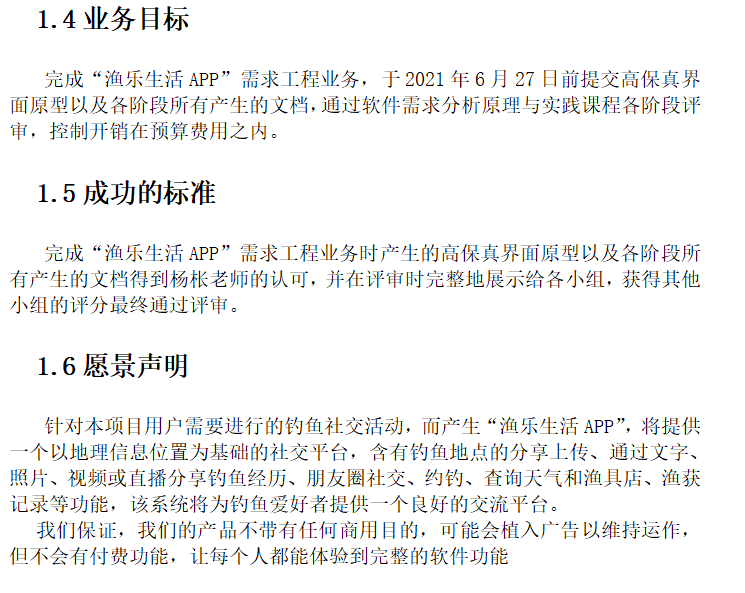 1.4 业务目标
完成“渔乐生活 APP”需求工程业务，于 2021 年 6 月 27 日前提交高保真界
面原型以及各阶段所有产生的文档，通过软件需求分析原理与实践课程各阶段评
审，控制开销在预算费用之内。
1.5 成功的标准
完成“渔乐生活 APP”需求工程业务时产生的高保真界面原型以及各阶段所
有产生的文档得到杨枨老师的认可，并在评审时完整地展示给各小组，获得其他
小组的评分最终通过评审。
1.6 愿景声明
针对本项目用户需要进行的钓鱼社交活动，而产生“渔乐生活 APP”，将提供
一个以地理信息位置为基础的社交平台，含有钓鱼地点的分享上传、通过文字、
照片、视频或直播分享钓鱼经历、朋友圈社交、约钓、查询天气和渔具店、渔获
记录等功能，该系统将为钓鱼爱好者提供一个良好的交流平台。
我们保证，我们的产品不带有任何商用目的，可能会植入广告以维持运作，
但不会有付费功能，让每个人都能体验到完整的软件功能